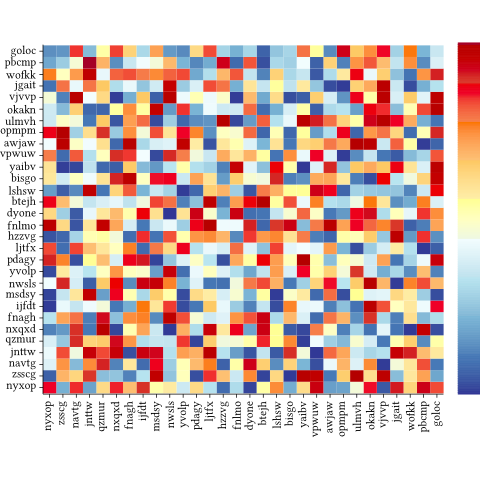 goloc
pbcmp
wofkk
jgait
vjvvp
okakn
ulmvh
opmpm
awjaw
vpwuw
yaibv
bisgo
lshsw
btejh
dyone
fnlmo
hzzvg
ljtfx
pdagy
yvolp
nwsls
msdsy
ijfdt
fnagh
nxqxd
qzmur
jnttw
navtg
zsscg
nyxop
nyxop
zsscg
navtg
jnttw
qzmur
nxqxd
fnagh
ijfdt
msdsy
nwsls
yvolp
pdagy
ljtfx
hzzvg
fnlmo
dyone
btejh
lshsw
bisgo
yaibv
vpwuw
awjaw
opmpm
ulmvh
okakn
vjvvp
jgait
wofkk
pbcmp
goloc